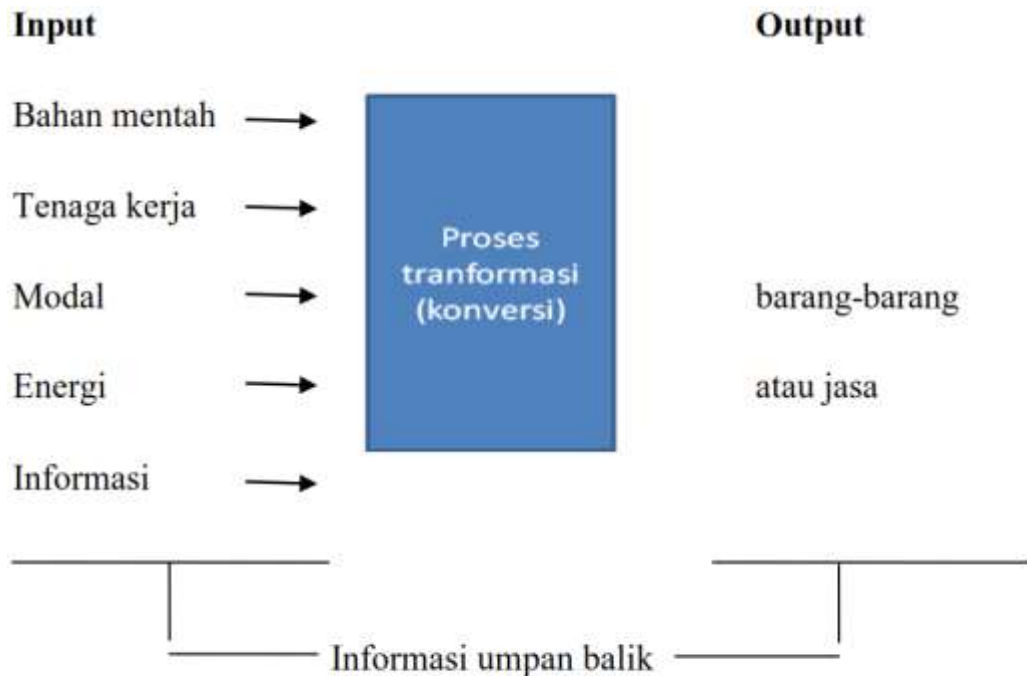 Input
Output
Bahan mentah
Tenaga kerja
Modal
Energi
Informasi
Proses
tranformasi
(konversi)
barang-barang
atau jasa
Informasi umpan balik